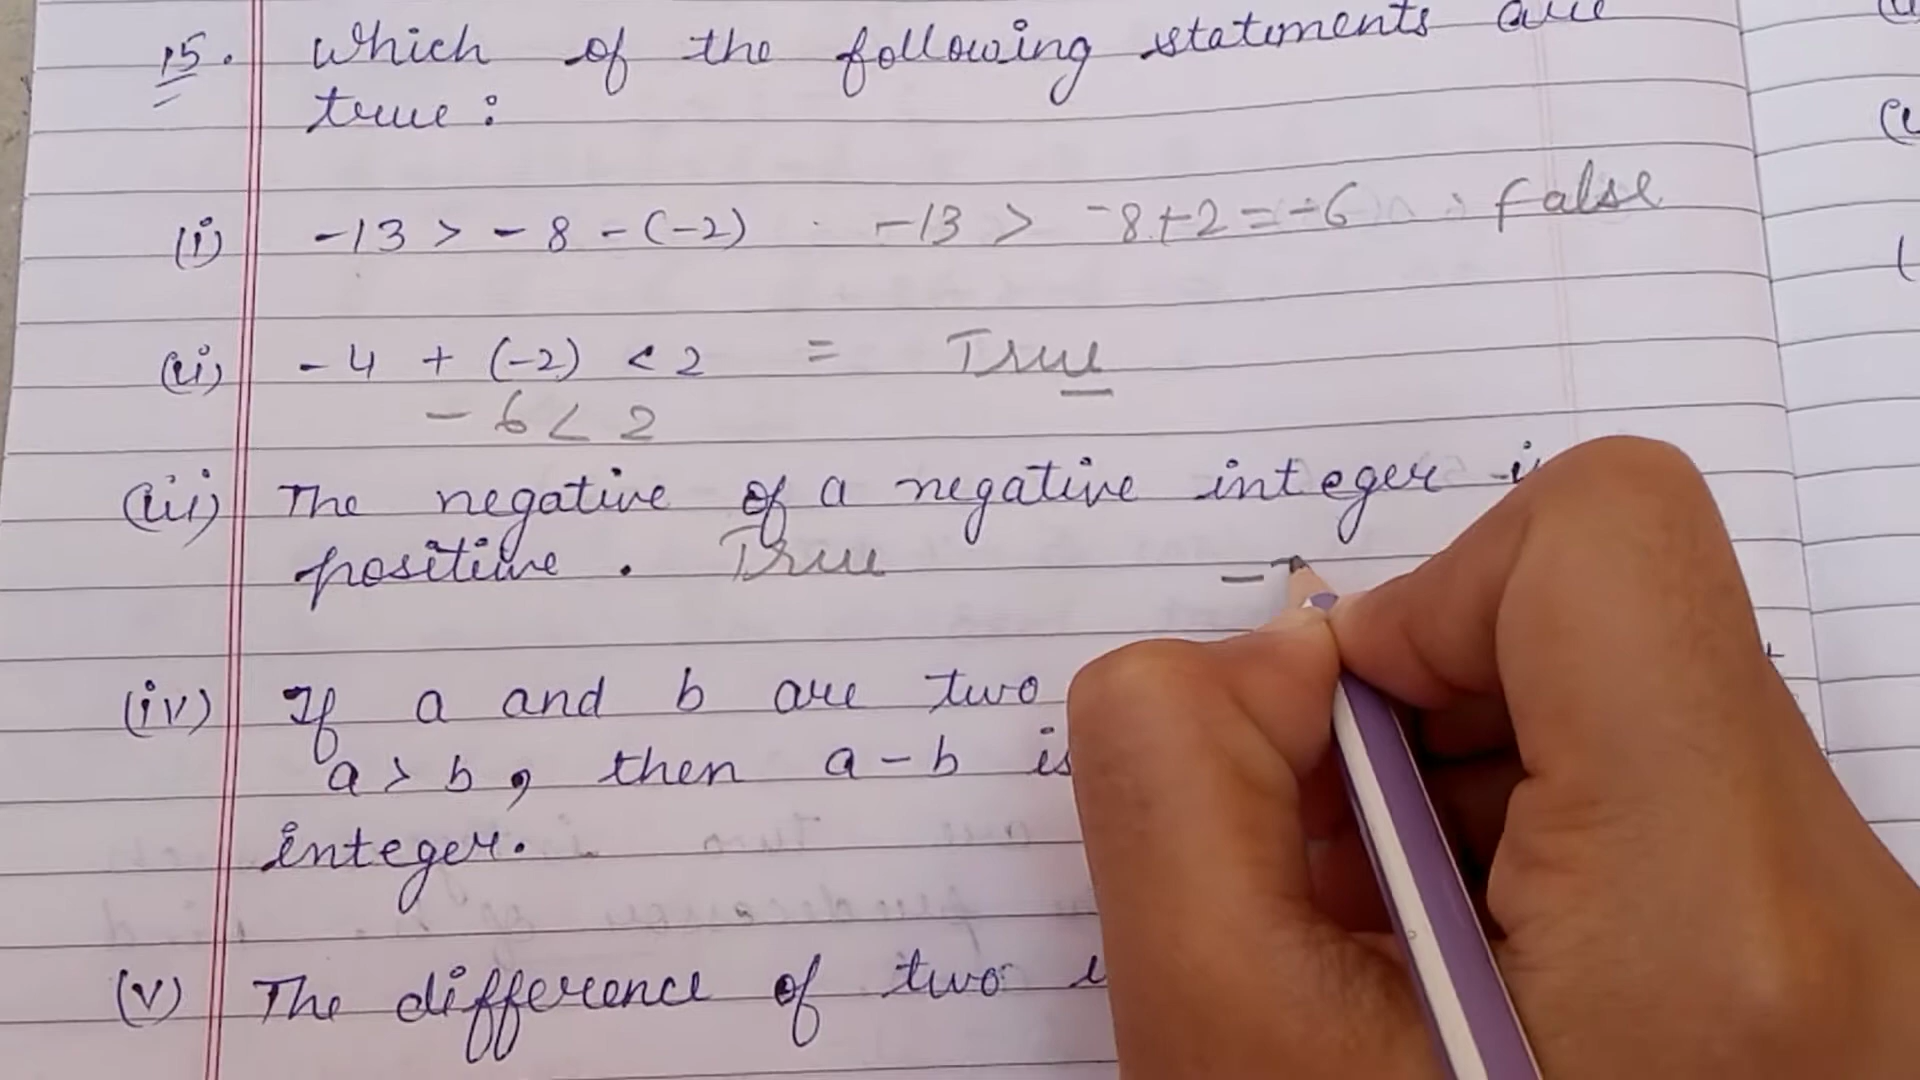 15. Which of the following statements are
true :
(i) -13 > - 8 - (-2) -13 > -8+2 = -6 : false
(ii) - 4 + (-2) < 2 = True
- 6 < 2
(iii) The negative of a negative integer
positive . True -
(iv) If a and b are two
a > b , then a - b is
integer.
(v) The difference of two